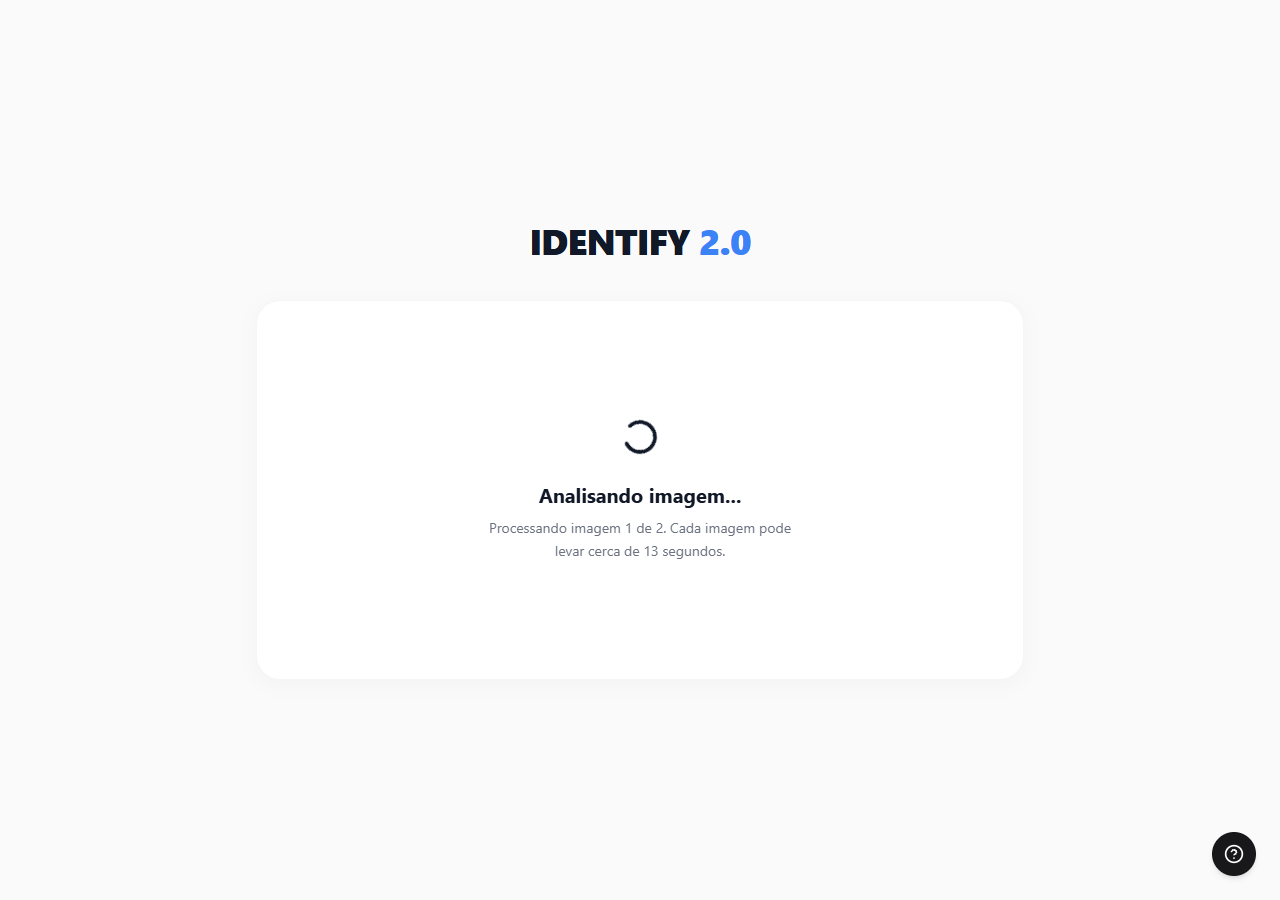 IDENTIFY 2.0
Analisando imagem...
Processando imagem 1 de 2. Cada imagem pode
levar cerca de 13 segundos.